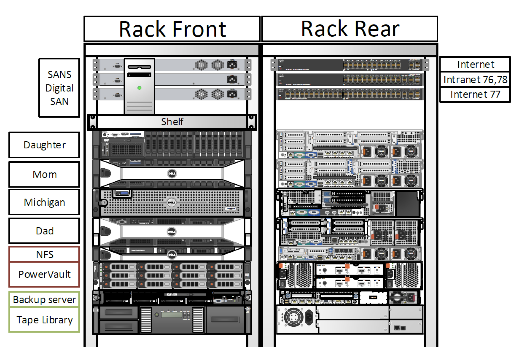 Rack Front
Rack Rear
SANS
Digital
SAN
Internet
Intranet 76,78
Internet 77
Shelf
Daughter
Mom
Michigan
Dad
NFS
PowerVault
Backup server
Tape Library